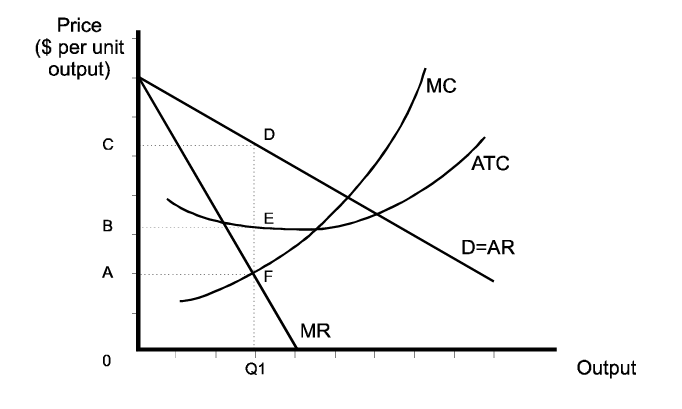 Price
($ per unit
output)
MC
D
C
ATC
E
B
D=AR
A
F
MR
0
Q1
Output